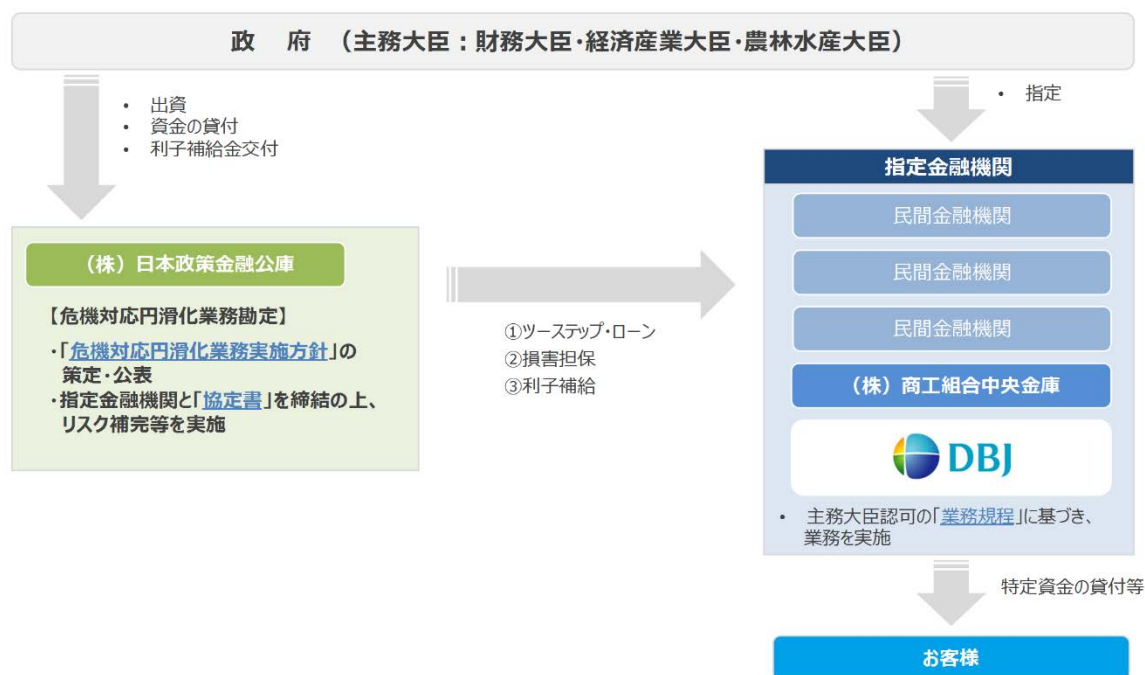 政　府　（主務大臣：財務大臣・経済産業大臣・農林水産大臣）
• 出資
• 資金の貸付
• 利子補給金交付
• 指定
（株）日本政策金融公庫
【危機対応円滑化業務勘定】
・「危機対応円滑化業務実施方針」の
策定・公表
・指定金融機関と「協定書」を締結の上、
リスク補完等を実施
①ツーステップ・ローン
②損害担保
③利子補給
指定金融機関
民間金融機関
民間金融機関
民間金融機関
（株）商工組合中央金庫
DBJ
• 主務大臣認可の「業務規程」に基づき、
業務を実施
特定資金の貸付等
お客様